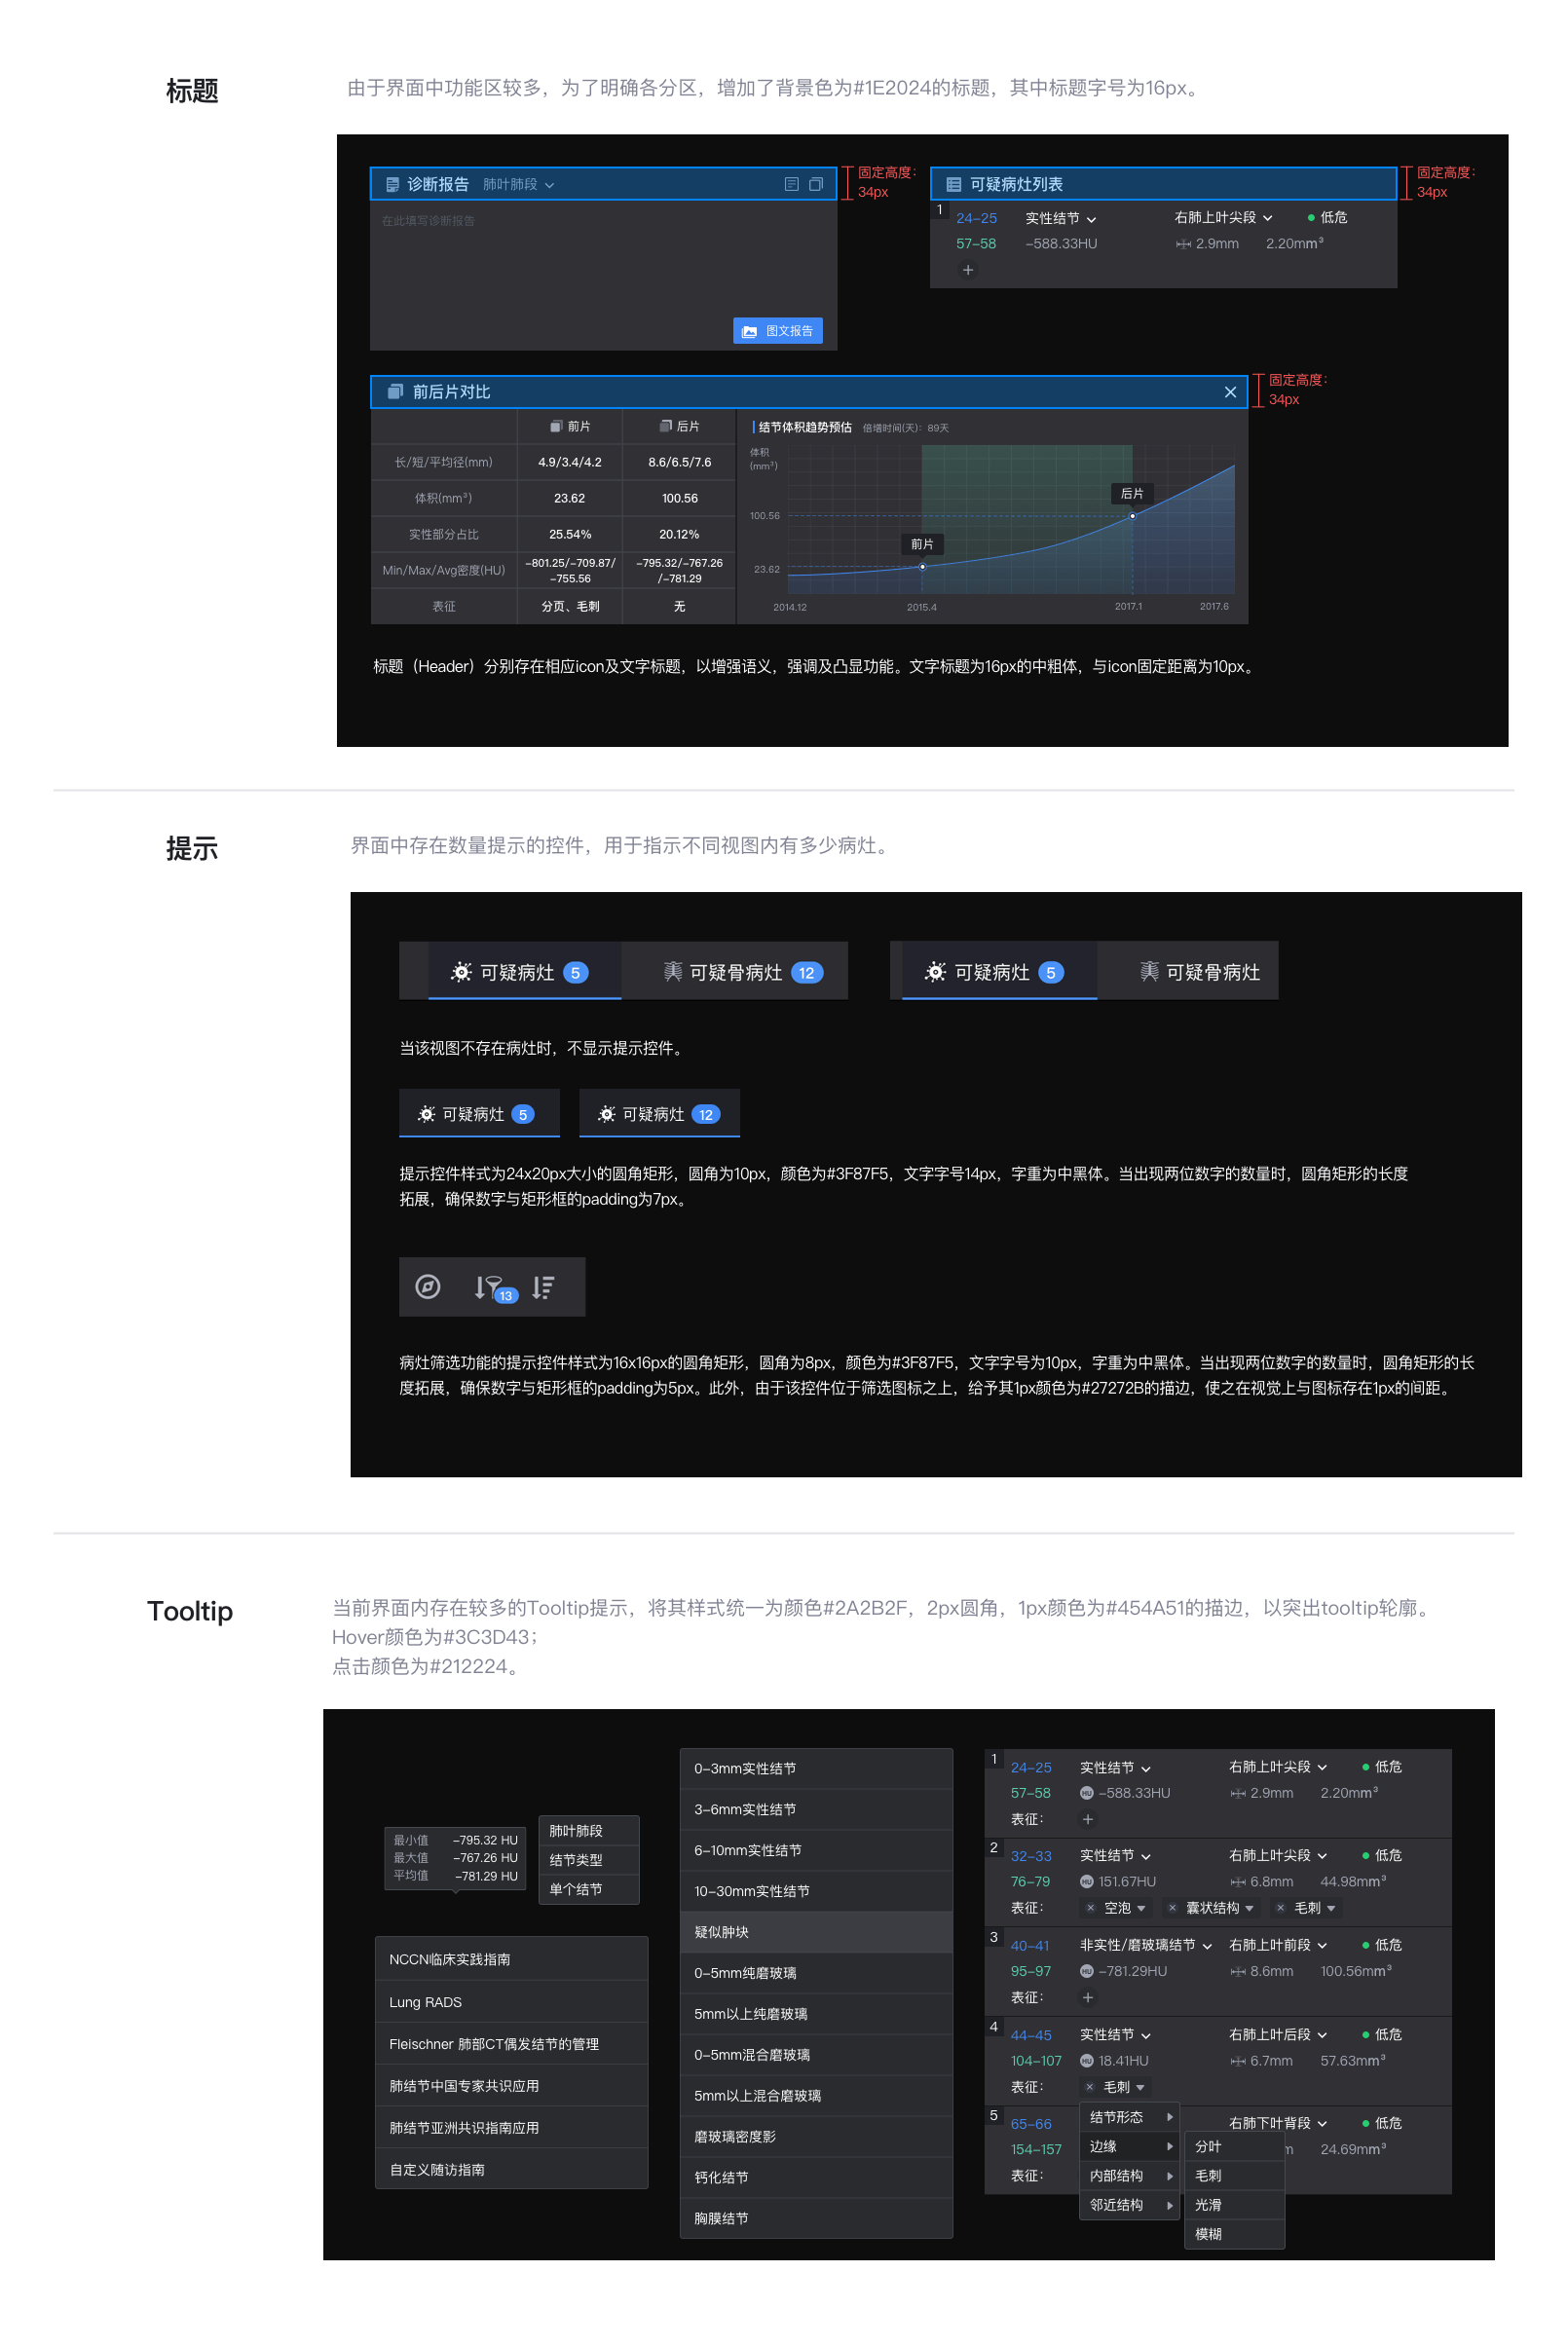 标题
由于界面中功能区较多，为了明确各分区，增加了背景色为#1E2024的标题，其中标题字号为16px。
诊断报告 肺叶肺段
固定高度：
34px
在此填写诊断报告
图文报告
可疑病灶列表
固定高度：
34px
1
24-25 实性结节 右肺上叶尖段 低危
57-58 -588.33HU 2.9mm 2.20mm³
前后片对比
固定高度：
34px
前片 后片
长/短/平均径(mm) 4.9/3.4/4.2 8.6/6.5/7.6
体积(mm³) 23.62 100.56
实性部分占比 25.54% 20.12%
Min/Max/Avg密度(HU) -801.25/-709.87/ -795.32/-767.26
-755.56 /-781.29
表征 分页、毛刺 无
结节体积趋势预估 倍增时间(天)：89天
体积
(mm³)
后片
100.56
前片
23.62
2014.12 2015.4 2017.1 2017.6
标题（Header）分别存在相应icon及文字标题，以增强语义，强调及凸显功能。文字标题为16px的中粗体，与icon固定距离为10px。
提示
界面中存在数量提示的控件，用于指示不同视图内有多少病灶。
可疑病灶 5 可疑骨病灶 12
可疑病灶 5 可疑骨病灶
当该视图不存在病灶时，不显示提示控件。
可疑病灶 5 可疑病灶 12
提示控件样式为24x20px大小的圆角矩形，圆角为10px，颜色为#3F87F5，文字字号14px，字重为中黑体。当出现两位数字的数量时，圆角矩形的长度
拓展，确保数字与矩形框的padding为7px。
13
病灶筛选功能的提示控件样式为16x16px的圆角矩形，圆角为8px，颜色为#3F87F5，文字字号为10px，字重为中黑体。当出现两位数字的数量时，圆角矩形的长
度拓展，确保数字与矩形框的padding为5px。此外，由于该控件位于筛选图标之上，给予其1px颜色为#27272B的描边，使之在视觉上与图标存在1px的间距。
Tooltip
当前界面内存在较多的Tooltip提示，将其样式统一为颜色#2A2B2F，2px圆角，1px颜色为#454A51的描边，以突出tooltip轮廓。
Hover颜色为#3C3D43；
点击颜色为#212224。
最小值 -795.32 HU
最大值 -767.26 HU
平均值 -781.29 HU
肺叶肺段
结节类型
单个结节
NCCN临床实践指南
Lung RADS
Fleischner 肺部CT偶发结节的管理
肺结节中国专家共识应用
肺结节亚洲共识指南应用
自定义随访指南
0-3mm实性结节
3-6mm实性结节
6-10mm实性结节
10-30mm实性结节
疑似肿块
0-5mm纯磨玻璃
5mm以上纯磨玻璃
0-5mm混合磨玻璃
5mm以上混合磨玻璃
磨玻璃密度影
钙化结节
胸膜结节
1
24-25 实性结节 右肺上叶尖段 低危
57-58 HU -588.33HU 2.9mm 2.20mm³
表征：
2
32-33 实性结节 右肺上叶尖段 低危
76-79 HU 151.67HU 6.8mm 44.98mm³
表征： 空泡 囊状结构 毛刺
3
40-41 非实性/磨玻璃结节 右肺上叶前段 低危
95-97 HU -781.29HU 8.6mm 100.56mm³
表征：
4
44-45 实性结节 右肺上叶后段 低危
104-107 HU 18.41HU 6.7mm 57.63mm³
表征： 毛刺
5
65-66 右肺下叶背段 低危
154-157 m 24.69mm³
表征：
结节形态
边缘
内部结构
邻近结构
分叶
毛刺
光滑
模糊